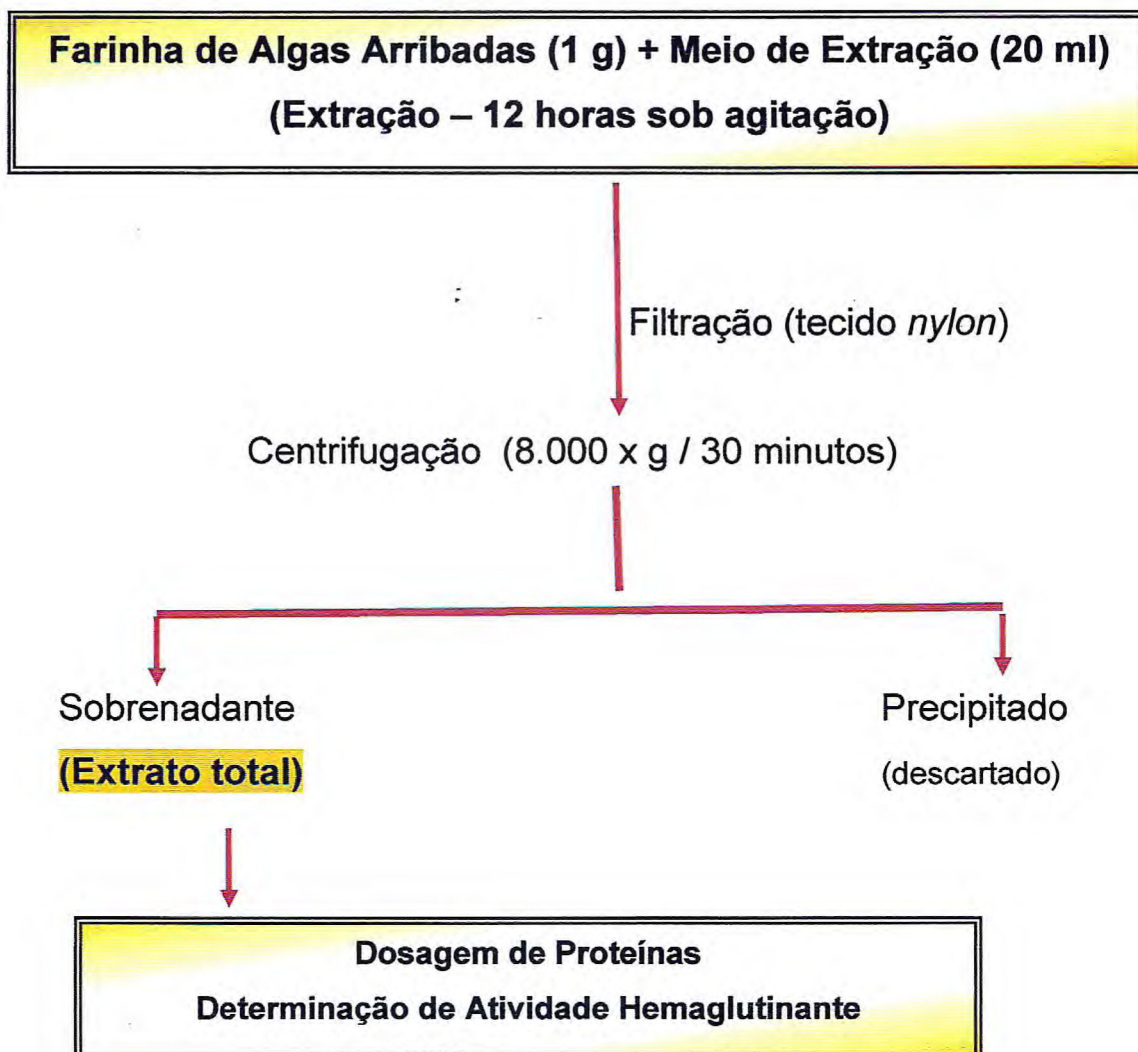 Farinha de Algas Arribadas (1 g) + Meio de Extração (20 ml)
(Extração – 12 horas sob agitação)
Filtração (tecido nylon)
Centrifugação (8.000 x g / 30 minutos)
Sobrenadante
(Extrato total)
Precipitado
(descartado)
Dosagem de Proteínas
Determinação de Atividade Hemaglutinante